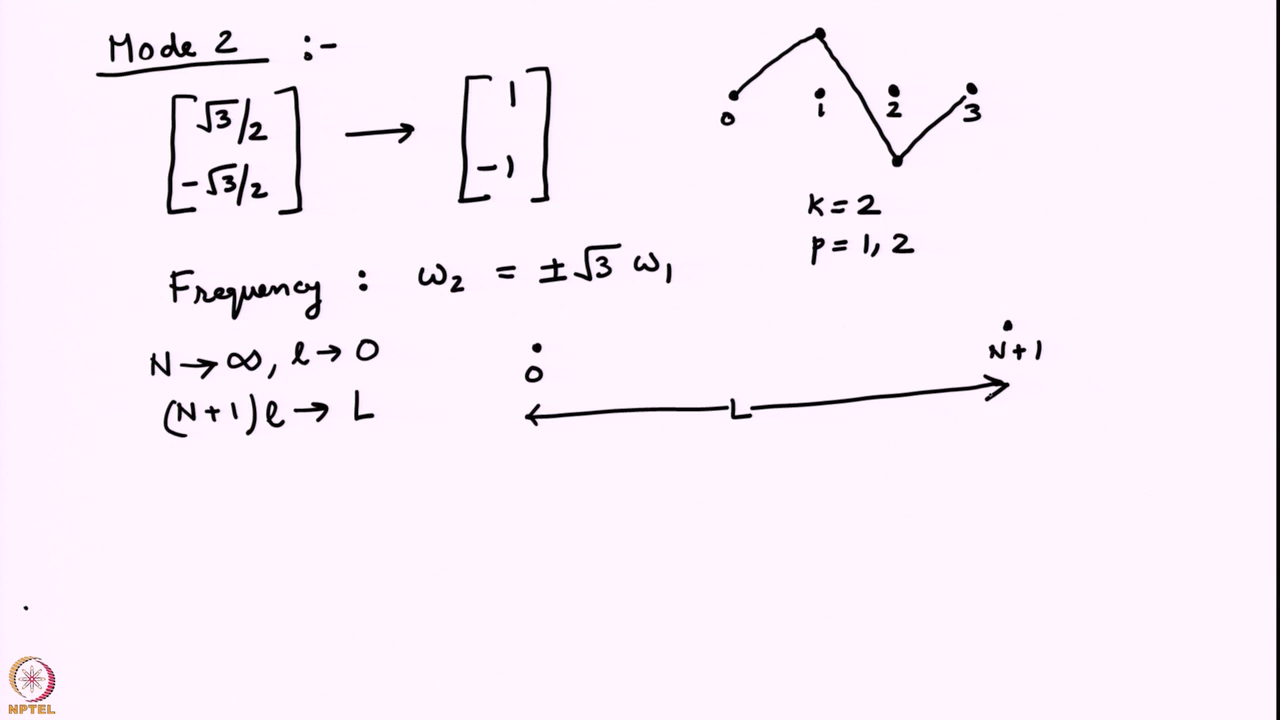 Mode 2 :-
[√3/2
-√3/2] → [1
-1]
0 1 2 3
k = 2
p = 1, 2
Frequency : ω₂ = ±√3 ω₁
N → ∞, l → 0
(N+1)l → L
0 N+1
L
NPTEL